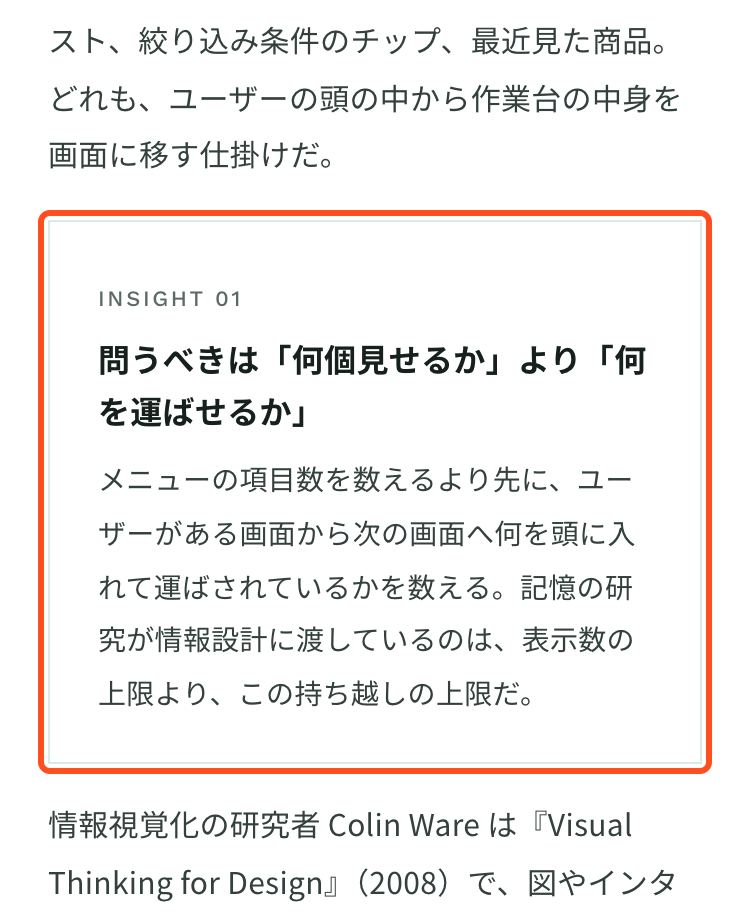 スト、絞り込み条件のチップ、最近見た商品。
どれも、ユーザーの頭の中から作業台の中身を
画面に移す仕掛けだ。
INSIGHT 01
問うべきは「何個見せるか」より「何
を運ばせるか」
メニューの項目数を数えるより先に、ユー
ザーがある画面から次の画面へ何を頭に入
れて運ばされているかを数える。記憶の研
究が情報設計に渡しているのは、表示数の
上限より、この持ち越しの上限だ。
情報視覚化の研究者 Colin Ware は『Visual
Thinking for Design』（2008）で、図やインタ